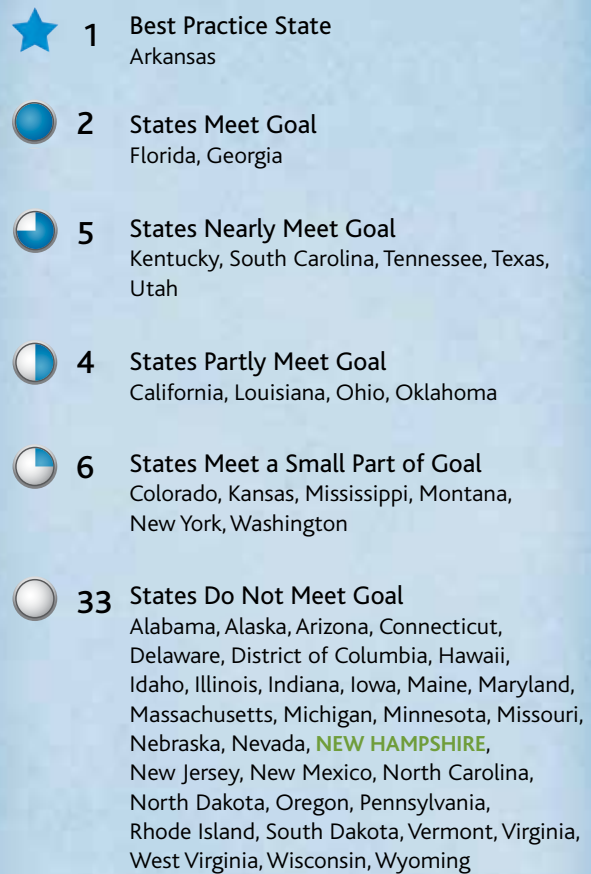 1 Best Practice State
Arkansas
2 States Meet Goal
Florida, Georgia
5 States Nearly Meet Goal
Kentucky, South Carolina, Tennessee, Texas,
Utah
4 States Partly Meet Goal
California, Louisiana, Ohio, Oklahoma
6 States Meet a Small Part of Goal
Colorado, Kansas, Mississippi, Montana,
New York, Washington
33 States Do Not Meet Goal
Alabama, Alaska, Arizona, Connecticut,
Delaware, District of Columbia, Hawaii,
Idaho, Illinois, Indiana, Iowa, Maine, Maryland,
Massachusetts, Michigan, Minnesota, Missouri,
Nebraska, Nevada, NEW HAMPSHIRE,
New Jersey, New Mexico, North Carolina,
North Dakota, Oregon, Pennsylvania,
Rhode Island, South Dakota, Vermont, Virginia,
West Virginia, Wisconsin, Wyoming